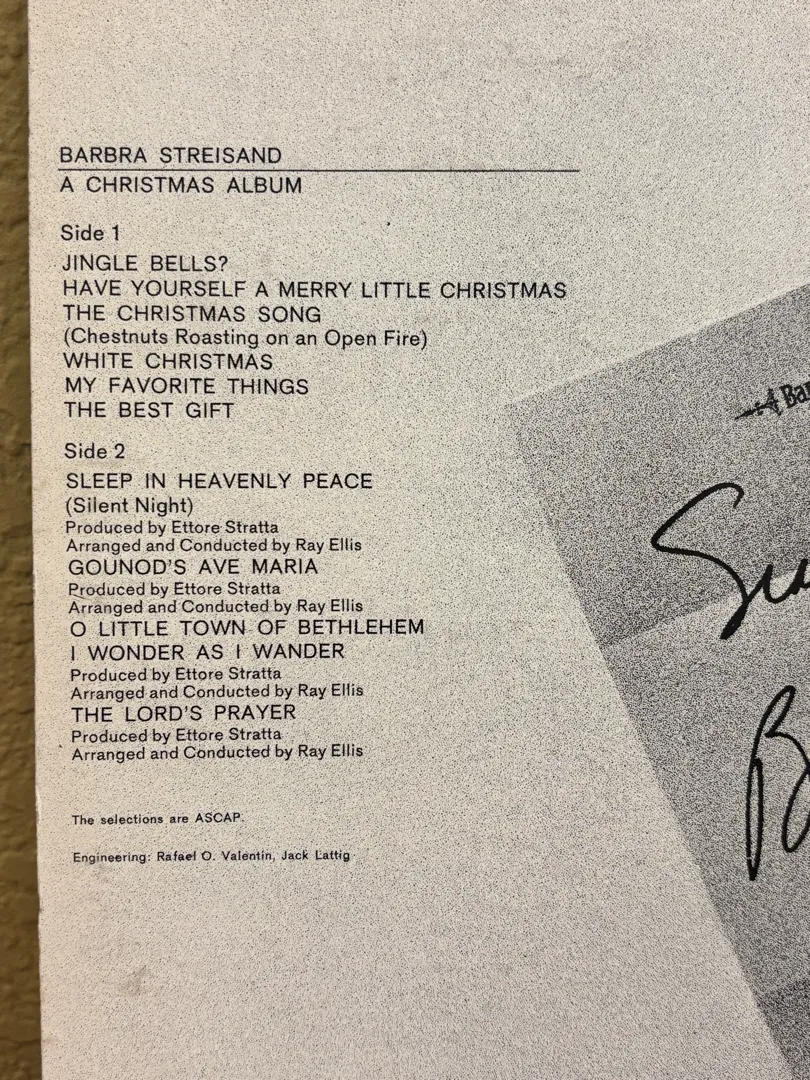 BARBRA STREISAND
A CHRISTMAS ALBUM
Side 1
JINGLE BELLS?
HAVE YOURSELF A MERRY LITTLE CHRISTMAS
THE CHRISTMAS SONG
(Chestnuts Roasting on an Open Fire)
WHITE CHRISTMAS
MY FAVORITE THINGS
THE BEST GIFT
Side 2
SLEEP IN HEAVENLY PEACE
(Silent Night)
Produced by Ettore Stratta
Arranged and Conducted by Ray Ellis
GOUNOD'S AVE MARIA
Produced by Ettore Stratta
Arranged and Conducted by Ray Ellis
O LITTLE TOWN OF BETHLEHEM
I WONDER AS I WANDER
Produced by Ettore Stratta
Arranged and Conducted by Ray Ellis
THE LORD'S PRAYER
Produced by Ettore Stratta
Arranged and Conducted by Ray Ellis
The selections are ASCAP.
Engineering: Rafael O. Valentin, Jack Lattig